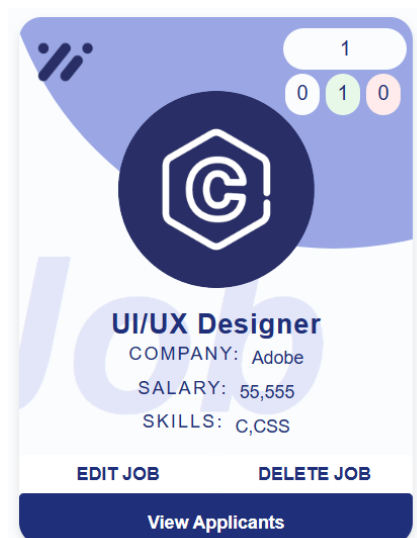 1
0 1 0
C
Job
UI/UX Designer
COMPANY: Adobe
SALARY: 55,555
SKILLS: C,CSS
EDIT JOB DELETE JOB
View Applicants